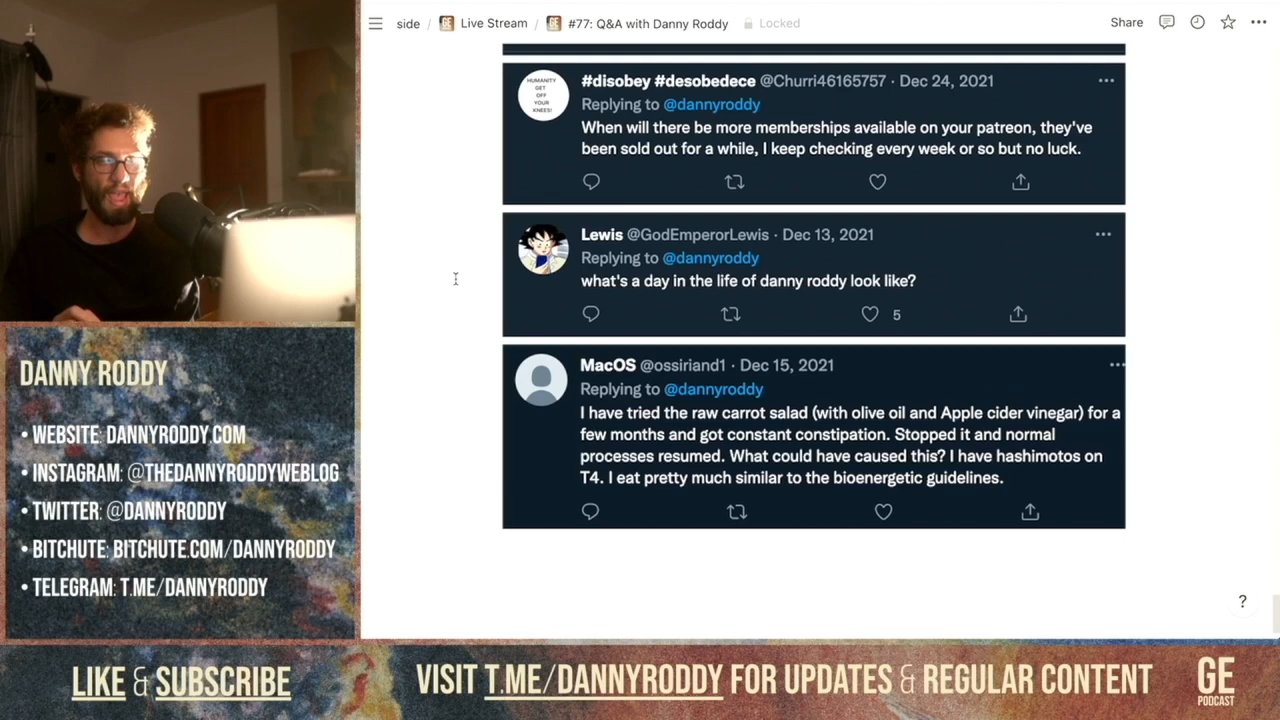 side / Live Stream / #77: Q&A with Danny Roddy Locked
Share
HUMANITY
GET
OFF
YOUR
KNEES!
#disobey #desobedece @Churri46165757 · Dec 24, 2021
Replying to @dannyroddy
When will there be more memberships available on your patreon, they've
been sold out for a while, I keep checking every week or so but no luck.
Lewis @GodEmperorLewis · Dec 13, 2021
Replying to @dannyroddy
what's a day in the life of danny roddy look like?
5
MacOS @ossiriand1 · Dec 15, 2021
Replying to @dannyroddy
I have tried the raw carrot salad (with olive oil and Apple cider vinegar) for a
few months and got constant constipation. Stopped it and normal
processes resumed. What could have caused this? I have hashimotos on
T4. I eat pretty much similar to the bioenergetic guidelines.
?
DANNY RODDY
• WEBSITE: DANNYRODDY.COM
• INSTAGRAM: @THEDANNYRODDYWEBLOG
• TWITTER: @DANNYRODDY
• BITCHUTE: BITCHUTE.COM/DANNYRODDY
• TELEGRAM: T.ME/DANNYRODDY
LIKE & SUBSCRIBE
VISIT T.ME/DANNYRODDY FOR UPDATES & REGULAR CONTENT
GE
PODCAST